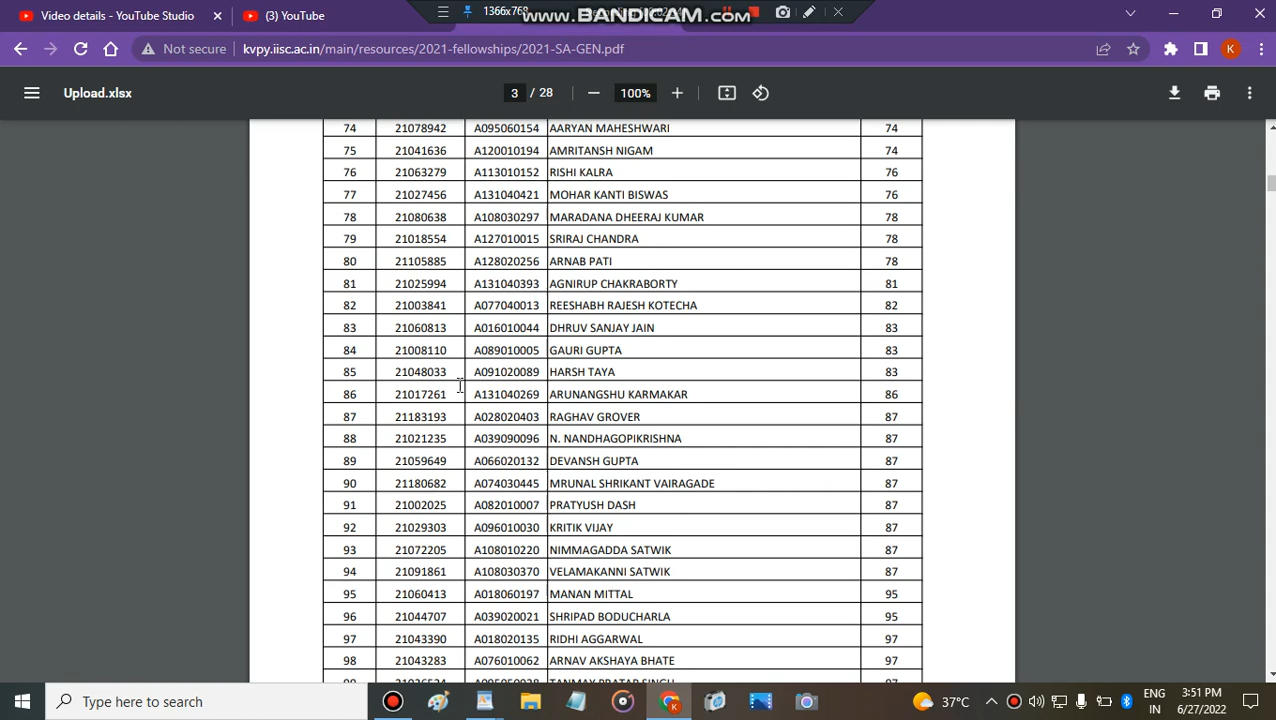 Video details - YouTube Studio
(3) YouTube
1366x768
www.BANDICAM.com
Not secure
kvpy.iisc.ac.in/main/resources/2021-fellowships/2021-SA-GEN.pdf
K
Upload.xlsx
3 / 28
100%
74 21078942 A095060154 AARYAN MAHESHWARI 74
75 21041636 A120010194 AMRITANSH NIGAM 74
76 21063279 A113010152 RISHI KALRA 76
77 21027456 A131040421 MOHAR KANTI BISWAS 76
78 21080638 A108030297 MARADANA DHEERAJ KUMAR 78
79 21018554 A127010015 SRIRAJ CHANDRA 78
80 21105885 A128020256 ARNAB PATI 78
81 21025994 A131040393 AGNIRUP CHAKRABORTY 81
82 21003841 A077040013 REESHABH RAJESH KOTECHA 82
83 21060813 A016010044 DHRUV SANJAY JAIN 83
84 21008110 A089010005 GAURI GUPTA 83
85 21048033 A091020089 HARSH TAYA 83
86 21017261 A131040269 ARUNANGSHU KARMAKAR 86
87 21183193 A028020403 RAGHAV GROVER 87
88 21021235 A039090096 N. NANDHAGOPIKRISHNA 87
89 21059649 A066020132 DEVANSH GUPTA 87
90 21180682 A074030445 MRUNAL SHRIKANT VAIRAGADE 87
91 21002025 A082010007 PRATYUSH DASH 87
92 21029303 A096010030 KRITIK VIJAY 87
93 21072205 A108010220 NIMMAGADDA SATWIK 87
94 21091861 A108030370 VELAMAKANNI SATWIK 87
95 21060413 A018060197 MANAN MITTAL 95
96 21044707 A039020021 SHRIPAD BODUCHARLA 95
97 21043390 A018020135 RIDHI AGGARWAL 97
98 21043283 A076010062 ARNAV AKSHAYA BHATE 97
TANMAY PRATAP SINGH
Type here to search
37°C
ENG
IN
3:51 PM
6/27/2022